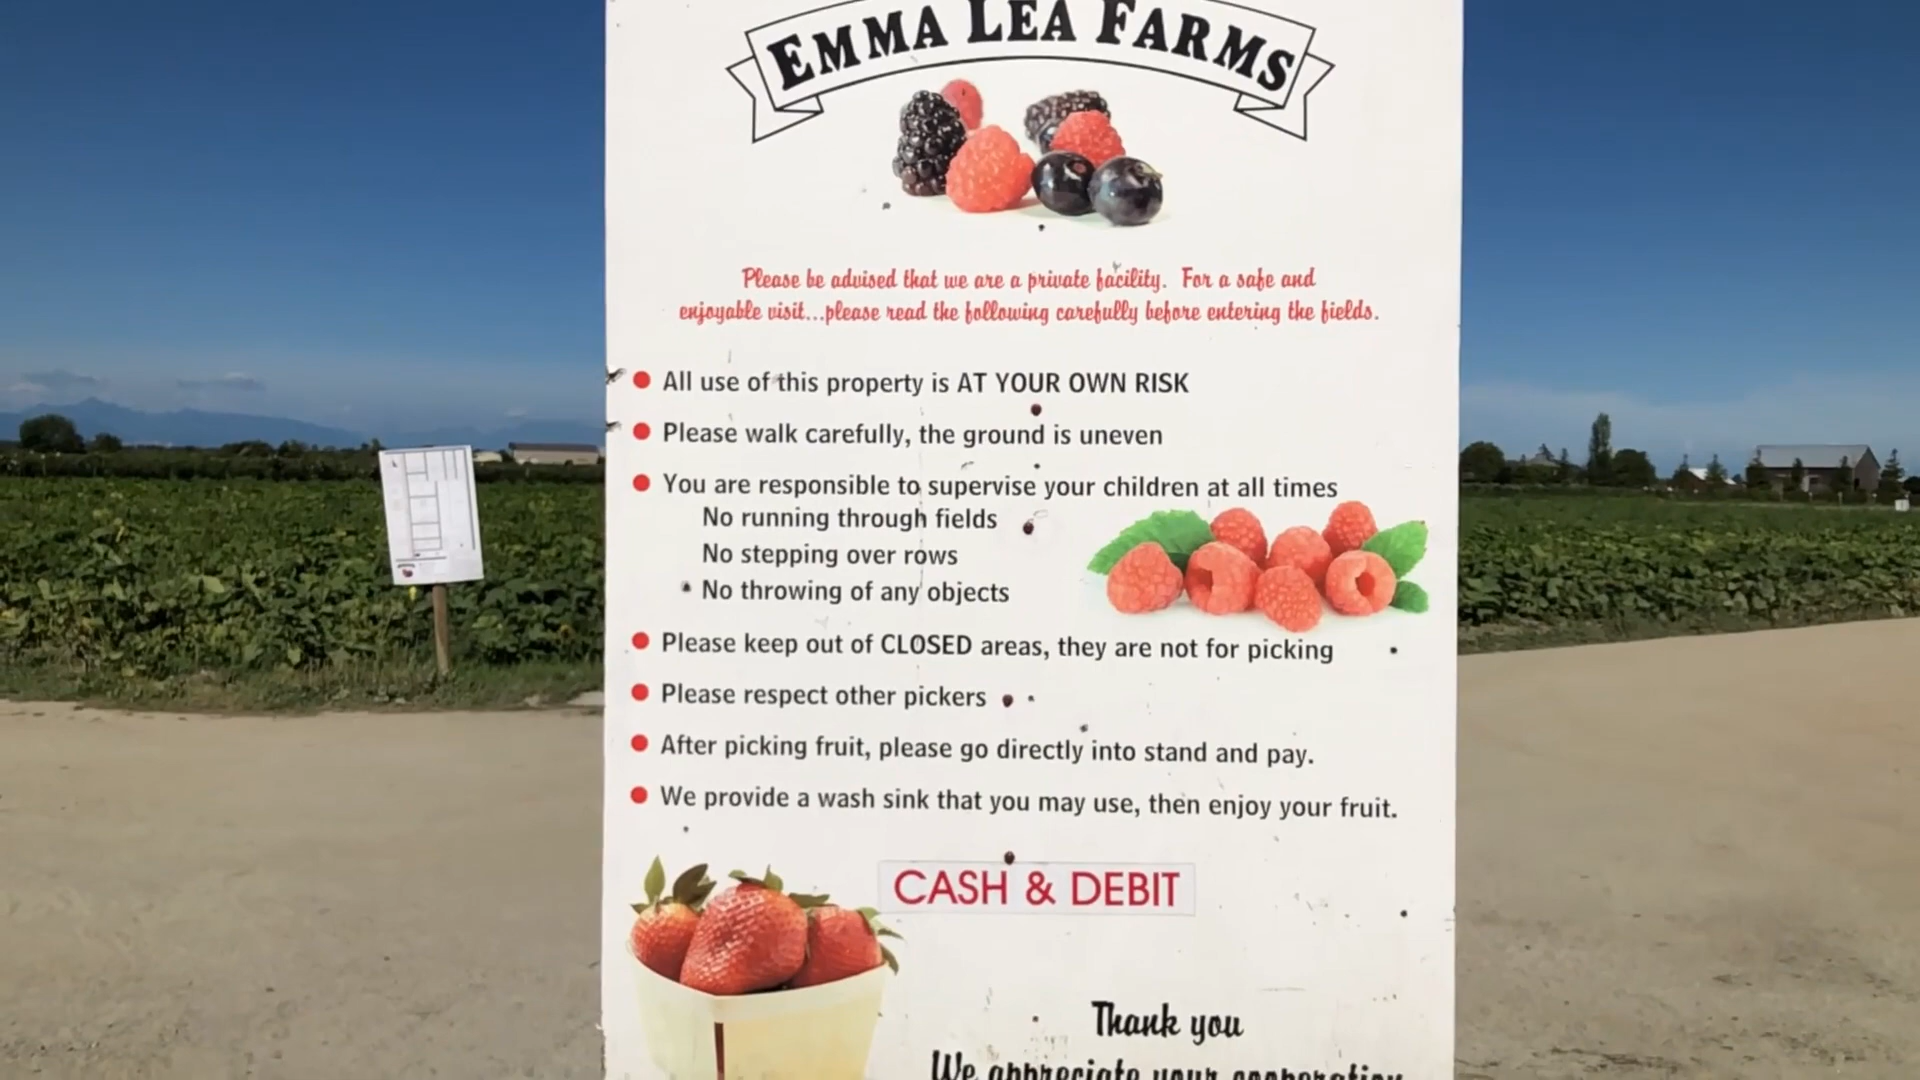 EMMA LEA FARMS
Please be advised that we are a private facility. For a safe and
enjoyable visit...please read the following carefully before entering the fields.
All use of this property is AT YOUR OWN RISK
Please walk carefully, the ground is uneven
You are responsible to supervise your children at all times
No running through fields
No stepping over rows
No throwing of any objects
Please keep out of CLOSED areas, they are not for picking
Please respect other pickers
After picking fruit, please go directly into stand and pay.
We provide a wash sink that you may use, then enjoy your fruit.
CASH & DEBIT
Thank you
We appreciate your cooperation